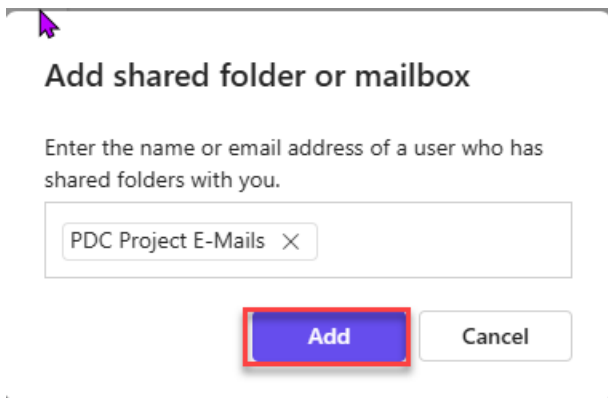 Add shared folder or mailbox
Enter the name or email address of a user who has
shared folders with you.
PDC Project E-Mails
Add
Cancel